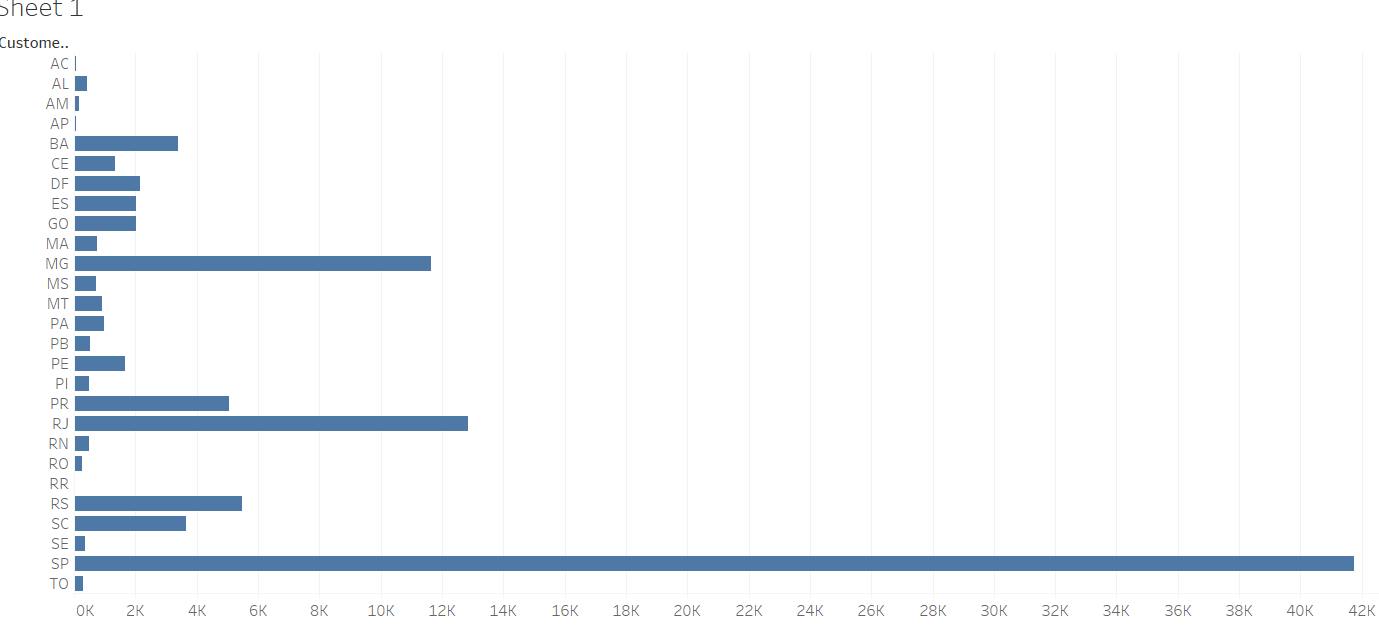 Sheet 1
Custome..
AC
AL
AM
AP
BA
CE
DF
ES
GO
MA
MG
MS
MT
PA
PB
PE
PI
PR
RJ
RN
RO
RR
RS
SC
SE
SP
TO
0K 2K 4K 6K 8K 10K 12K 14K 16K 18K 20K 22K 24K 26K 28K 30K 32K 34K 36K 38K 40K 42K